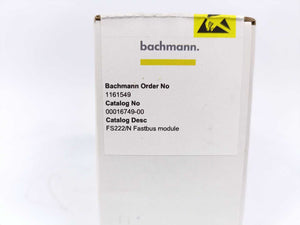 bachmann.
Bachmann Order No
1161549
Catalog No
00016749-00
Catalog Desc
FS222/N Fastbus module